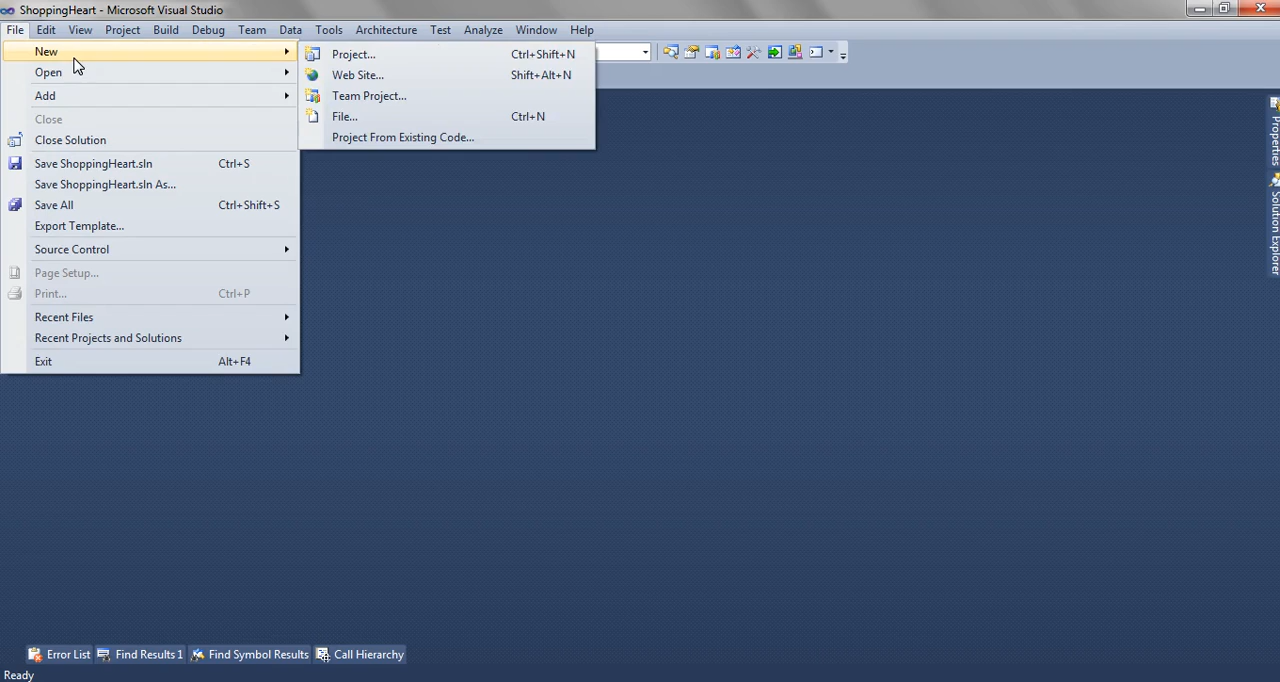 ShoppingHeart - Microsoft Visual Studio
File Edit View Project Build Debug Team Data Tools Architecture Test Analyze Window Help
New
Open
Add
Close
Close Solution
Save ShoppingHeart.sln Ctrl+S
Save ShoppingHeart.sln As...
Save All Ctrl+Shift+S
Export Template...
Source Control
Page Setup...
Print... Ctrl+P
Recent Files
Recent Projects and Solutions
Exit Alt+F4
Project... Ctrl+Shift+N
Web Site... Shift+Alt+N
Team Project...
File... Ctrl+N
Project From Existing Code...
Properties
Solution Explorer
Error List Find Results 1 Find Symbol Results Call Hierarchy
Ready